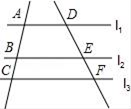 A D l₁
B E l₂
C F l₃